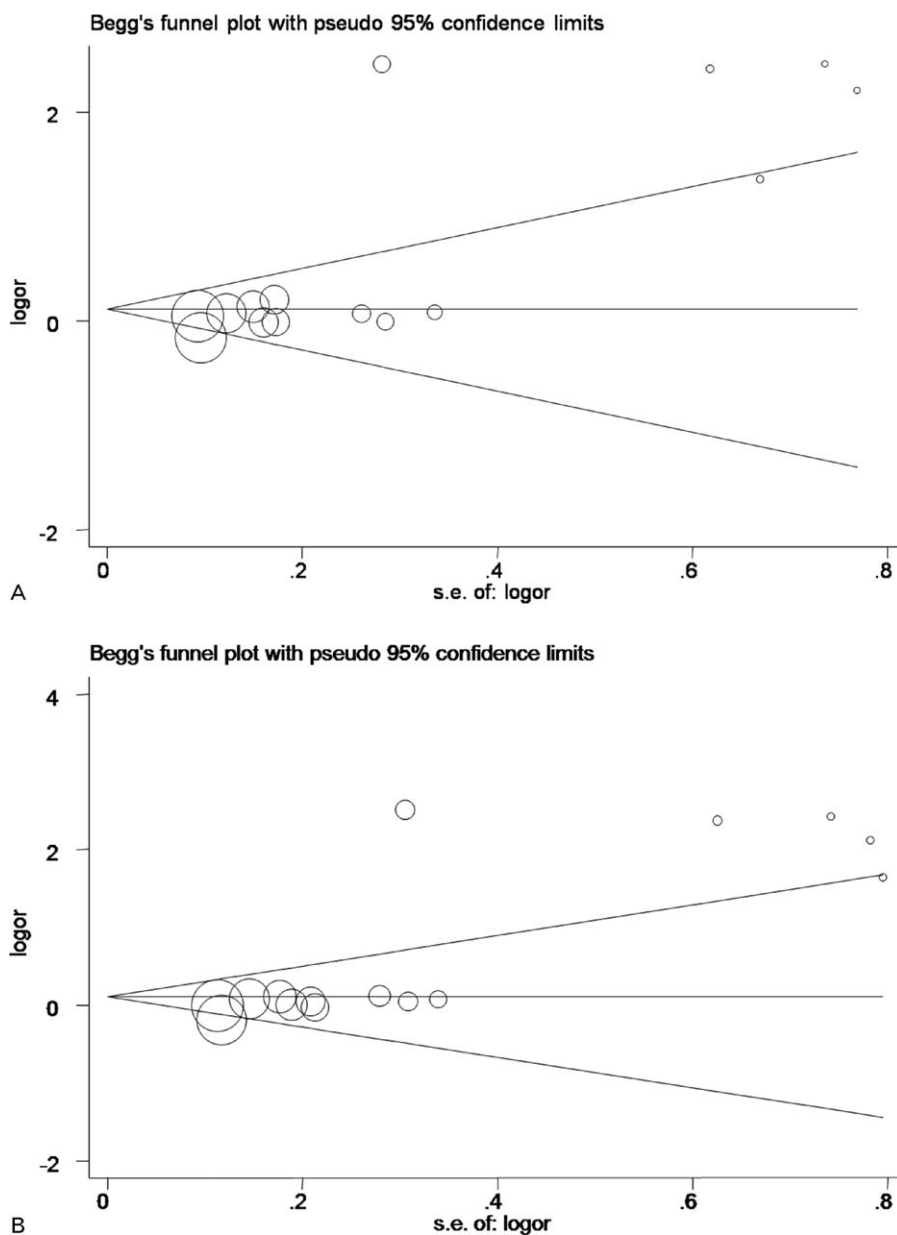 Begg's funnel plot with pseudo 95% confidence limits
2
0
-2
logor
0 .2 .4 .6 .8
s.e. of: logor
A
Begg's funnel plot with pseudo 95% confidence limits
4
2
0
-2
logor
0 .2 .4 .6 .8
s.e. of: logor
B